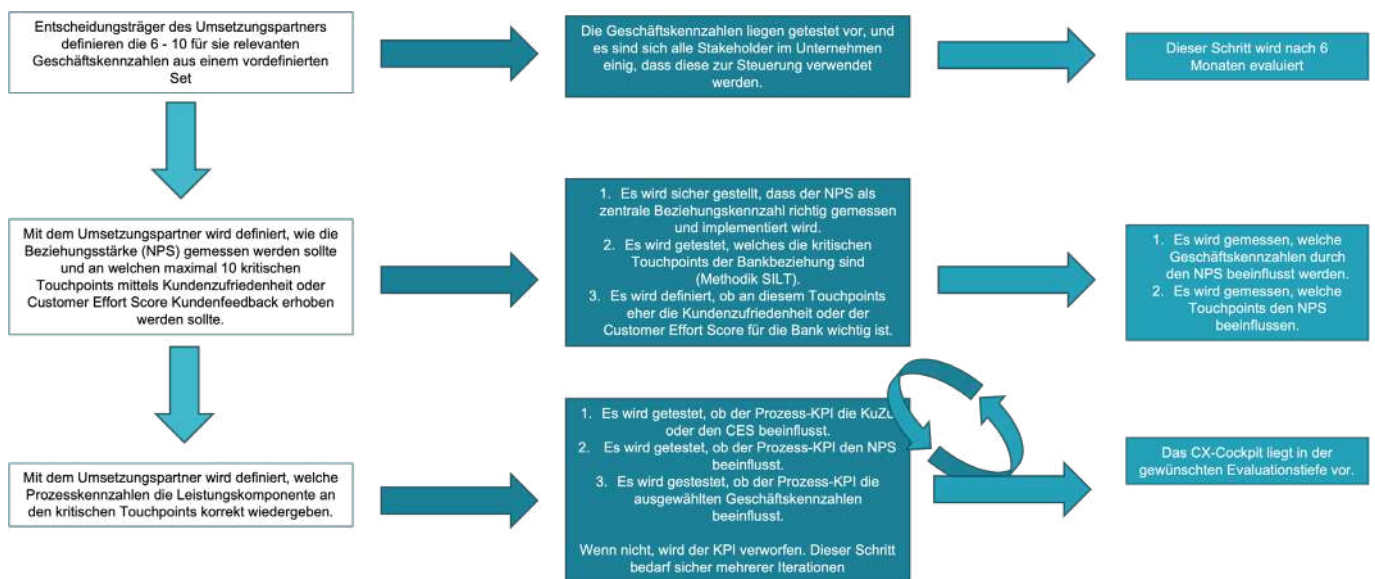 Entscheidungsträger des Umsetzungspartners
definieren die 6 - 10 für sie relevanten
Geschäftskennzahlen aus einem vordefinierten
Set
Die Geschäftskennzahlen liegen getestet vor, und
es sind sich alle Stakeholder im Unternehmen
einig, dass diese zur Steuerung verwendet
werden.
Dieser Schritt wird nach 6
Monaten evaluiert
Mit dem Umsetzungspartner wird definiert, wie die
Beziehungsstärke (NPS) gemessen werden sollte
und an welchen maximal 10 kritischen
Touchpoints mittels Kundenzufriedenheit oder
Customer Effort Score Kundenfeedback erhoben
werden sollte.
1. Es wird sicher gestellt, dass der NPS als
zentrale Beziehungskennzahl richtig gemessen
und implementiert wird.
2. Es wird getestet, welches die kritischen
Touchpoints der Bankbeziehung sind
(Methodik SILT).
3. Es wird definiert, ob an diesem Touchpoints
eher die Kundenzufriedenheit oder der
Customer Effort Score für die Bank wichtig ist.
1. Es wird gemessen, welche
Geschäftskennzahlen durch
den NPS beeinflusst werden.
2. Es wird gemessen, welche
Touchpoints den NPS
beeinflussen.
Mit dem Umsetzungspartner wird definiert, welche
Prozesskennzahlen die Leistungskomponente an
den kritischen Touchpoints korrekt wiedergeben.
1. Es wird getestet, ob der Prozess-KPI die
oder den CES beeinflusst.
2. Es wird getestet, ob der Prozess-KPI den NPS
beeinflusst.
3. Es wird gestestet, ob der Prozess-KPI die
ausgewählten Geschäftskennzahlen
beeinflusst.
Wenn nicht, wird der KPI verworfen. Dieser Schritt
bedarf sicher mehrerer Iterationen
Das CX-Cockpit liegt in der
gewünschten Evaluationstiefe vor.